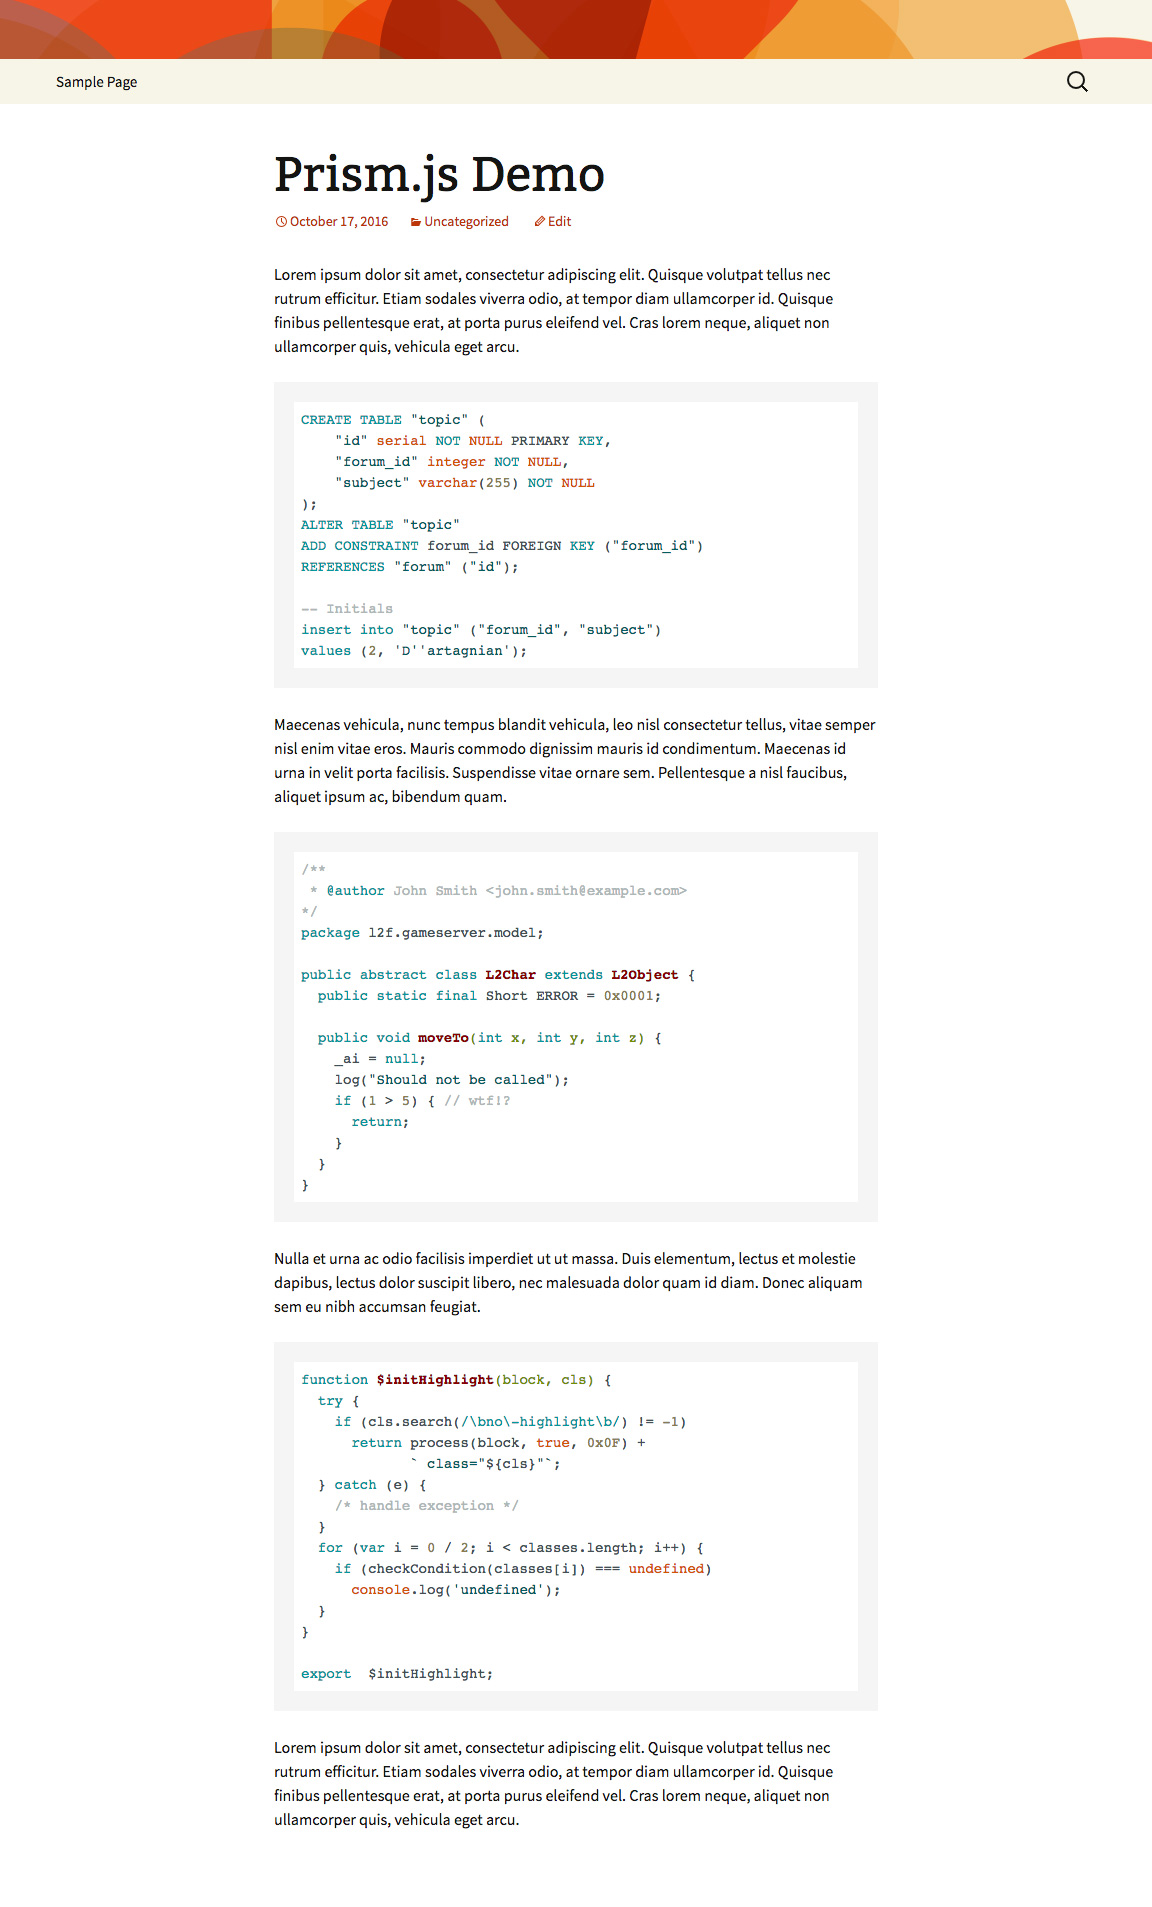 Sample Page
Prism.js Demo
October 17, 2016 Uncategorized Edit
Lorem ipsum dolor sit amet, consectetur adipiscing elit. Quisque volutpat tellus nec
rutrum efficitur. Etiam sodales viverra odio, at tempor diam ullamcorper id. Quisque
finibus pellentesque erat, at porta purus eleifend vel. Cras lorem neque, aliquet non
ullamcorper quis, vehicula eget arcu.
CREATE TABLE "topic" (
    "id" serial NOT NULL PRIMARY KEY,
    "forum_id" integer NOT NULL,
    "subject" varchar(255) NOT NULL
);
ALTER TABLE "topic"
ADD CONSTRAINT forum_id FOREIGN KEY ("forum_id")
REFERENCES "forum" ("id");
-- Initials
insert into "topic" ("forum_id", "subject")
values (2, 'D''artagnian');
Maecenas vehicula, nunc tempus blandit vehicula, leo nisl consectetur tellus, vitae semper
nisl enim vitae eros. Mauris commodo dignissim mauris id condimentum. Maecenas id
urna in velit porta facilisis. Suspendisse vitae ornare sem. Pellentesque a nisl faucibus,
aliquet ipsum ac, bibendum quam.
/**
 * @author John Smith <john.smith@example.com>
*/
package l2f.gameserver.model;
public abstract class L2Char extends L2Object {
  public static final Short ERROR = 0x0001;
  public void moveTo(int x, int y, int z) {
    _ai = null;
    log("Should not be called");
    if (1 > 5) { // wtf!?
      return;
    }
  }
}
Nulla et urna ac odio facilisis imperdiet ut ut massa. Duis elementum, lectus et molestie
dapibus, lectus dolor suscipit libero, nec malesuada dolor quam id diam. Donec aliquam
sem eu nibh accumsan feugiat.
function $initHighlight(block, cls) {
  try {
    if (cls.search(/\bno\-highlight\b/) != -1)
      return process(block, true, 0x0F) +
             ` class="${cls}"`;
  } catch (e) {
    /* handle exception */
  }
  for (var i = 0 / 2; i < classes.length; i++) {
    if (checkCondition(classes[i]) === undefined)
      console.log('undefined');
  }
}
export  $initHighlight;
Lorem ipsum dolor sit amet, consectetur adipiscing elit. Quisque volutpat tellus nec
rutrum efficitur. Etiam sodales viverra odio, at tempor diam ullamcorper id. Quisque
finibus pellentesque erat, at porta purus eleifend vel. Cras lorem neque, aliquet non
ullamcorper quis, vehicula eget arcu.